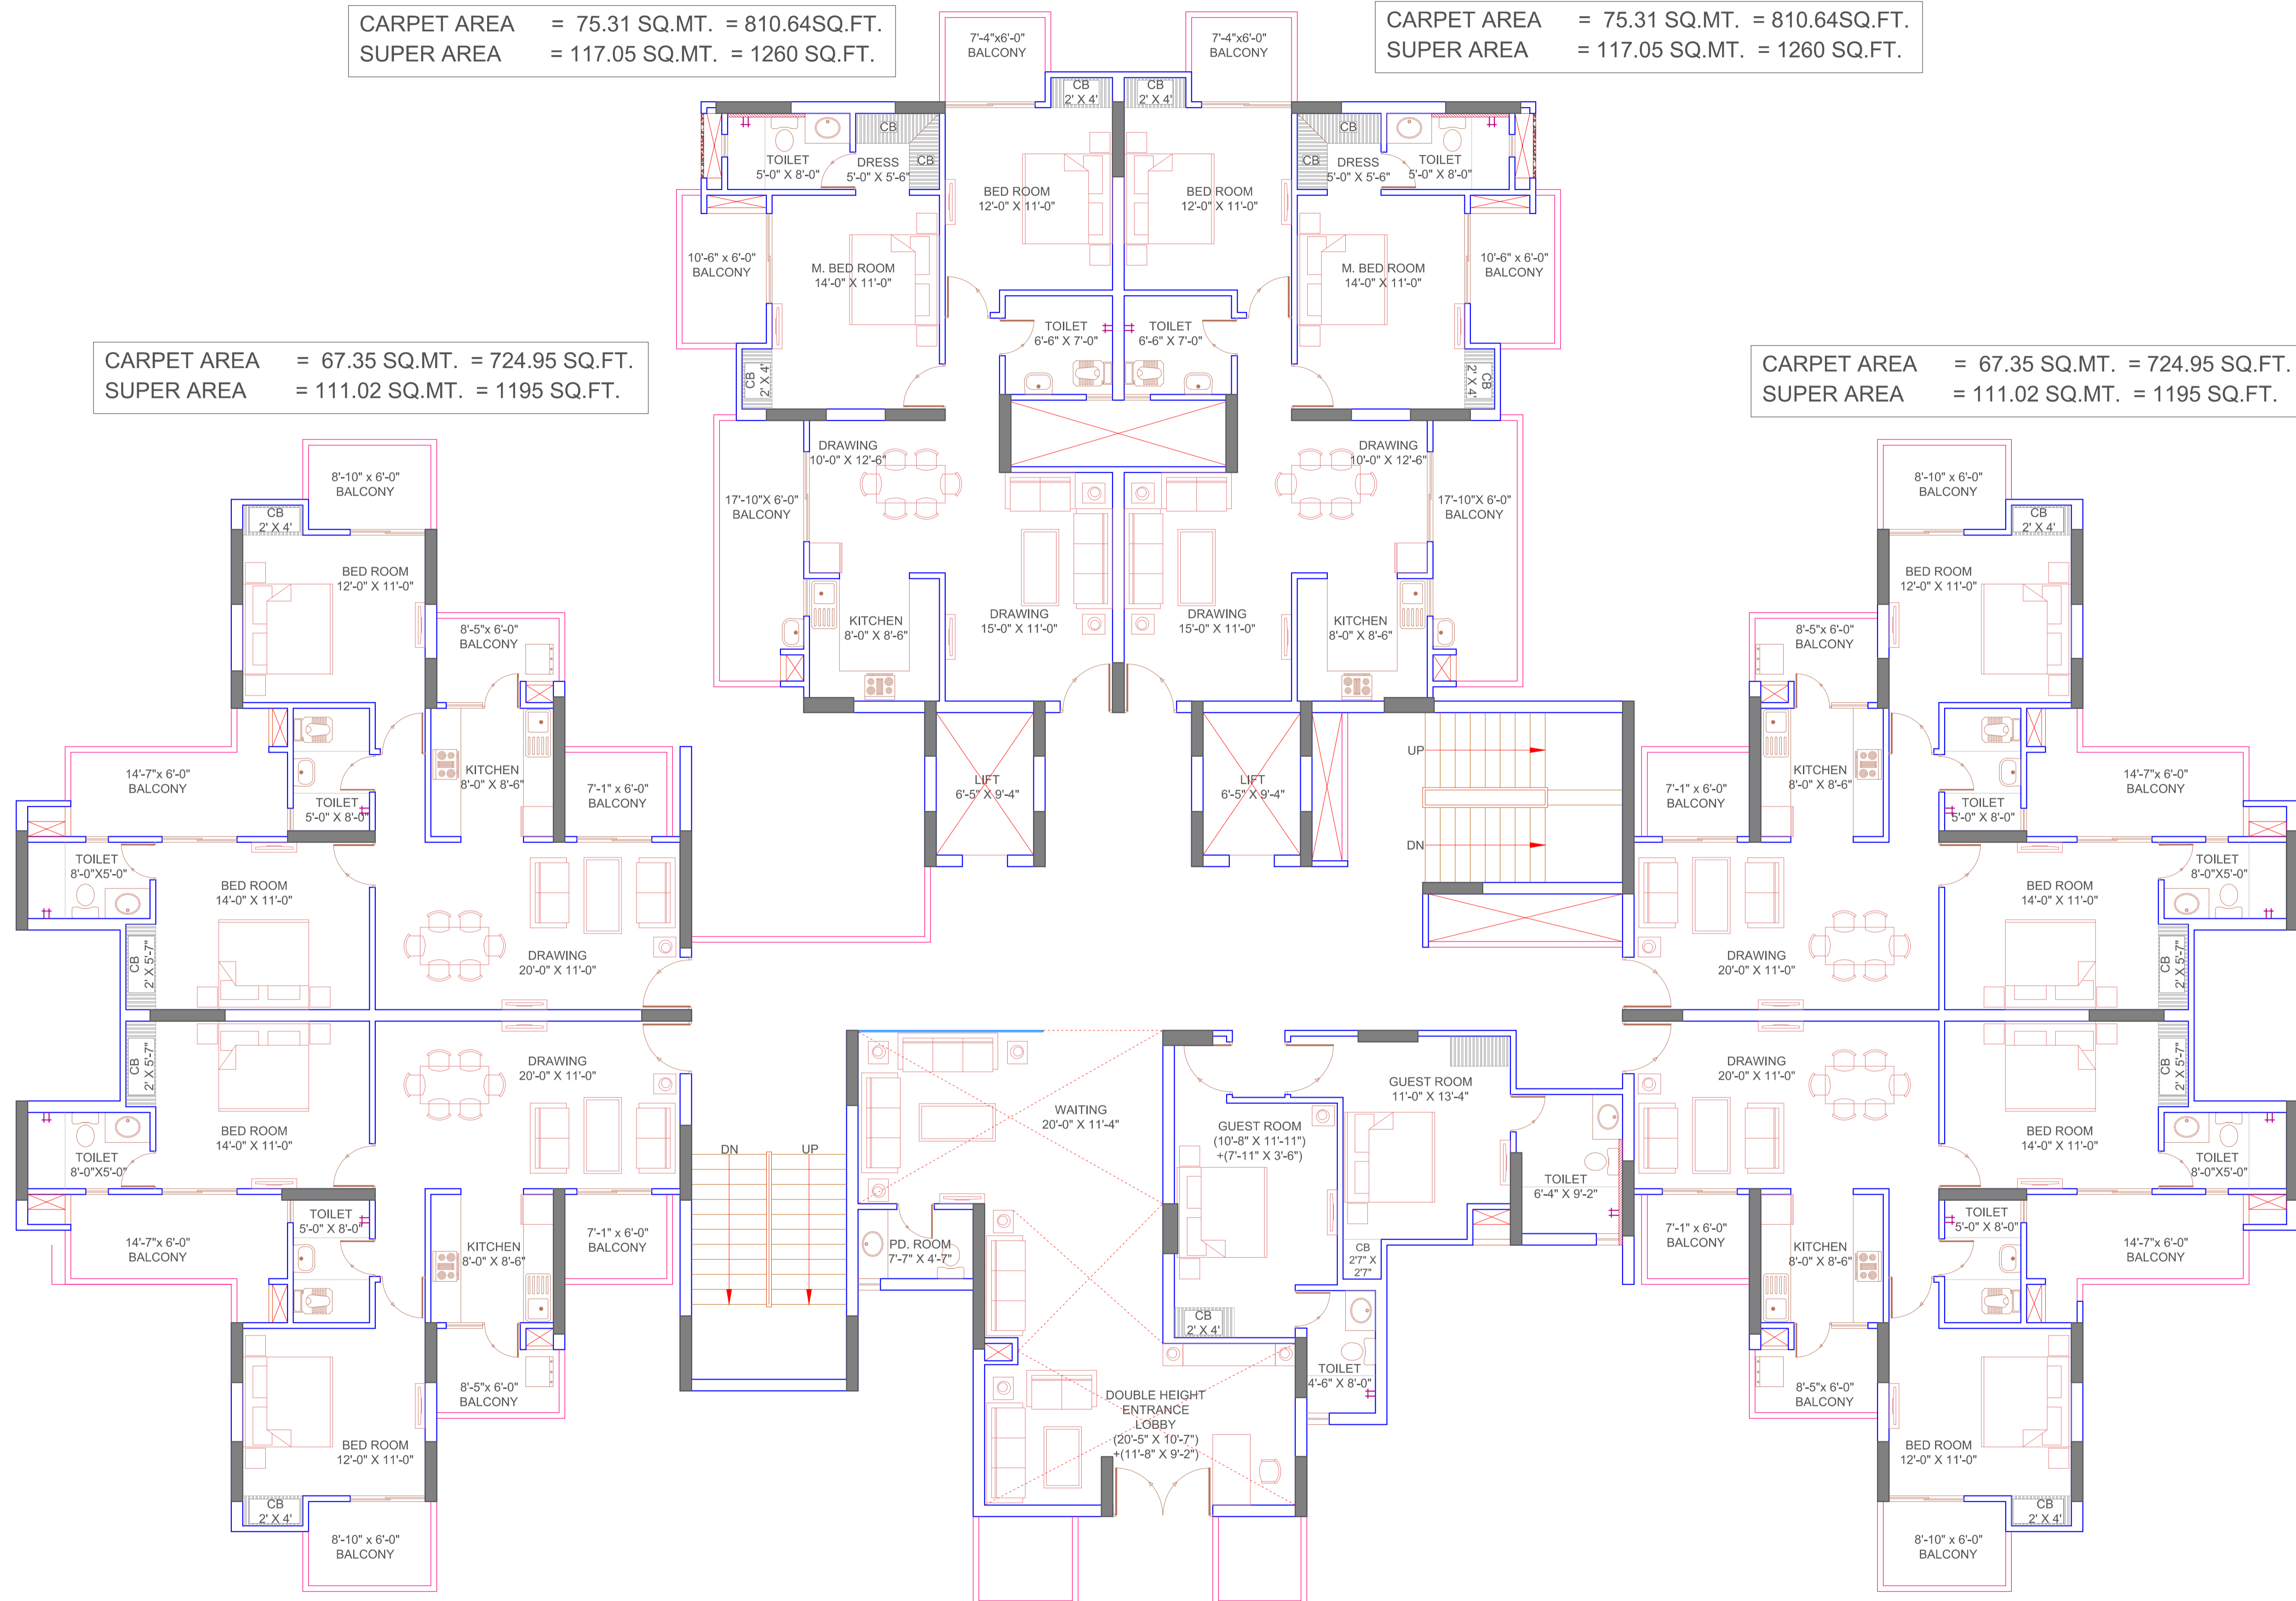 CARPET AREA = 75.31 SQ.MT. = 810.64SQ.FT.
SUPER AREA = 117.05 SQ.MT. = 1260 SQ.FT.
CARPET AREA = 75.31 SQ.MT. = 810.64SQ.FT.
SUPER AREA = 117.05 SQ.MT. = 1260 SQ.FT.
7'-4"x6'-0"
BALCONY
7'-4"x6'-0"
BALCONY
CB
2' X 4'
CB
2' X 4'
CB
CB
TOILET
5'-0" X 8'-0"
DRESS
5'-0" X 5'-6"
CB
CB
DRESS
5'-0" X 5'-6"
TOILET
5'-0" X 8'-0"
BED ROOM
12'-0" X 11'-0"
BED ROOM
12'-0" X 11'-0"
10'-6" x 6'-0"
BALCONY
M. BED ROOM
14'-0" X 11'-0"
M. BED ROOM
14'-0" X 11'-0"
10'-6" x 6'-0"
BALCONY
TOILET
6'-6" X 7'-0"
TOILET
6'-6" X 7'-0"
CB
2' X 4'
CB
2' X 4'
CARPET AREA = 67.35 SQ.MT. = 724.95 SQ.FT.
SUPER AREA = 111.02 SQ.MT. = 1195 SQ.FT.
CARPET AREA = 67.35 SQ.MT. = 724.95 SQ.FT.
SUPER AREA = 111.02 SQ.MT. = 1195 SQ.FT.
DRAWING
10'-0" X 12'-6"
DRAWING
10'-0" X 12'-6"
17'-10"X 6'-0"
BALCONY
17'-10"X 6'-0"
BALCONY
8'-10" x 6'-0"
BALCONY
8'-10" x 6'-0"
BALCONY
CB
2' X 4'
CB
2' X 4'
BED ROOM
12'-0" X 11'-0"
BED ROOM
12'-0" X 11'-0"
KITCHEN
8'-0" X 8'-6"
DRAWING
15'-0" X 11'-0"
DRAWING
15'-0" X 11'-0"
KITCHEN
8'-0" X 8'-6"
8'-5"x 6'-0"
BALCONY
8'-5"x 6'-0"
BALCONY
14'-7"x 6'-0"
BALCONY
TOILET
5'-0" X 8'-0"
KITCHEN
8'-0" X 8'-6"
7'-1" x 6'-0"
BALCONY
LIFT
6'-5" X 9'-4"
LIFT
6'-5" X 9'-4"
UP
DN
7'-1" x 6'-0"
BALCONY
KITCHEN
8'-0" X 8'-6"
TOILET
5'-0" X 8'-0"
14'-7"x 6'-0"
BALCONY
TOILET
8'-0"X5'-0"
BED ROOM
14'-0" X 11'-0"
CB
2' X 5'-7"
DRAWING
20'-0" X 11'-0"
DRAWING
20'-0" X 11'-0"
BED ROOM
14'-0" X 11'-0"
TOILET
8'-0"X5'-0"
CB
2' X 5'-7"
CB
2' X 5'-7"
BED ROOM
14'-0" X 11'-0"
TOILET
8'-0"X5'-0"
DRAWING
20'-0" X 11'-0"
DN
UP
WAITING
20'-0" X 11'-4"
GUEST ROOM
(10'-8" X 11'-11")
+(7'-11" X 3'-6")
GUEST ROOM
11'-0" X 13'-4"
TOILET
6'-4" X 9'-2"
DRAWING
20'-0" X 11'-0"
BED ROOM
14'-0" X 11'-0"
CB
2' X 5'-7"
TOILET
8'-0"X5'-0"
14'-7"x 6'-0"
BALCONY
TOILET
5'-0" X 8'-0"
KITCHEN
8'-0" X 8'-6"
7'-1" x 6'-0"
BALCONY
PD. ROOM
7'-7" X 4'-7"
CB
2'7" X
2'7"
CB
2' X 4'
7'-1" x 6'-0"
BALCONY
KITCHEN
8'-0" X 8'-6"
TOILET
5'-0" X 8'-0"
14'-7"x 6'-0"
BALCONY
8'-5"x 6'-0"
BALCONY
TOILET
4'-6" X 8'-0"
DOUBLE HEIGHT
ENTRANCE
LOBBY
(20'-5" X 10'-7")
+(11'-8" X 9'-2")
8'-5"x 6'-0"
BALCONY
BED ROOM
12'-0" X 11'-0"
BED ROOM
12'-0" X 11'-0"
CB
2' X 4'
CB
2' X 4'
8'-10" x 6'-0"
BALCONY
8'-10" x 6'-0"
BALCONY